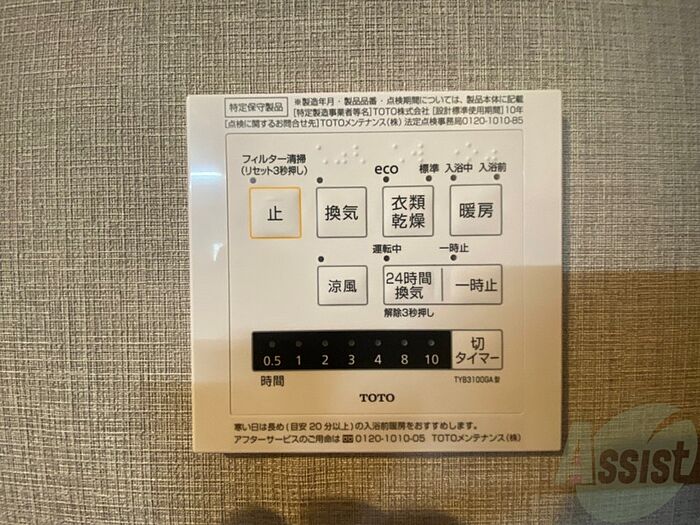 特定保守製品
※製造年月・製品品番・点検期間については、製品本体に記載
[特定製造事業者等名]TOTO株式会社 [設計標準使用期間]10年
[点検に関するお問合せ先]TOTOメンテナンス(株) 法定点検事務局0120-1010-85
フィルター清掃
(リセット3秒押し)
eco 標準 入浴中 入浴前
止 換気 衣類乾燥 暖房
運転中 一時止
涼風 24時間換気 一時止
解除3秒押し
0.5 1 2 3 4 8 10 切タイマー
時間
TYB3100GA型
TOTO
寒い日は長め(目安20分以上)の入浴前暖房をおすすめします。
アフターサービスのご用命は 0120-1010-05 TOTOメンテナンス(株)
Assist